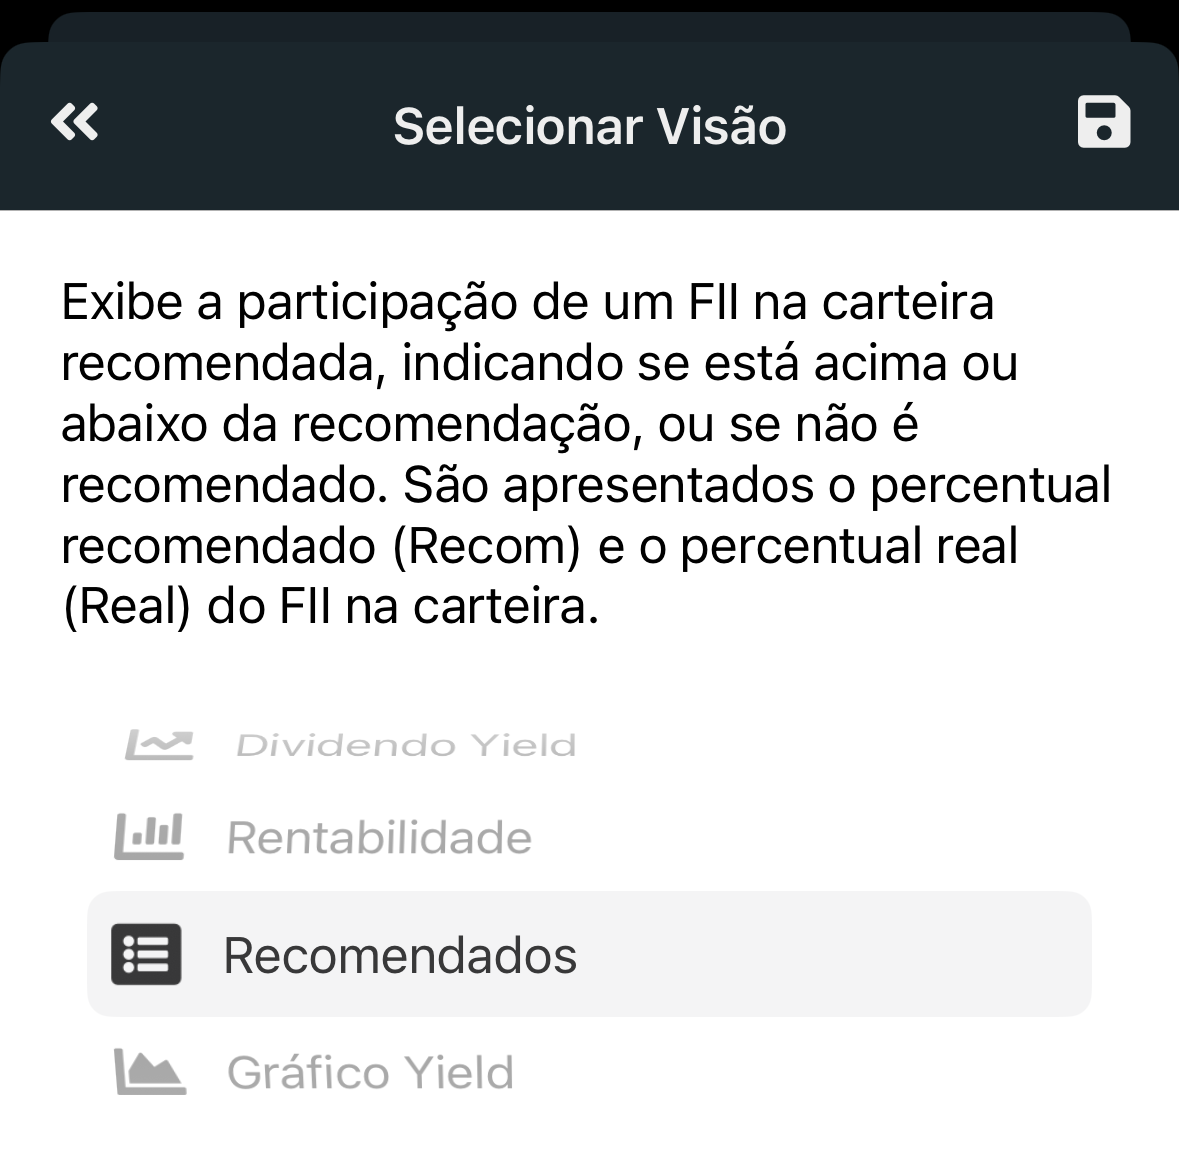 Selecionar Visão
Exibe a participação de um FII na carteira
recomendada, indicando se está acima ou
abaixo da recomendação, ou se não é
recomendado. São apresentados o percentual
recomendado (Recom) e o percentual real
(Real) do FII na carteira.
Dividendo Yield
Rentabilidade
Recomendados
Gráfico Yield